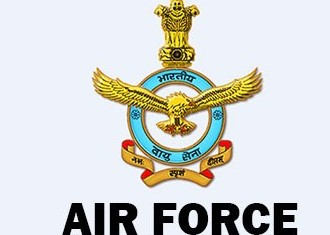 भारतीय
वायु सेना
नभः स्पृशं दीप्तम्
AIR FORCE